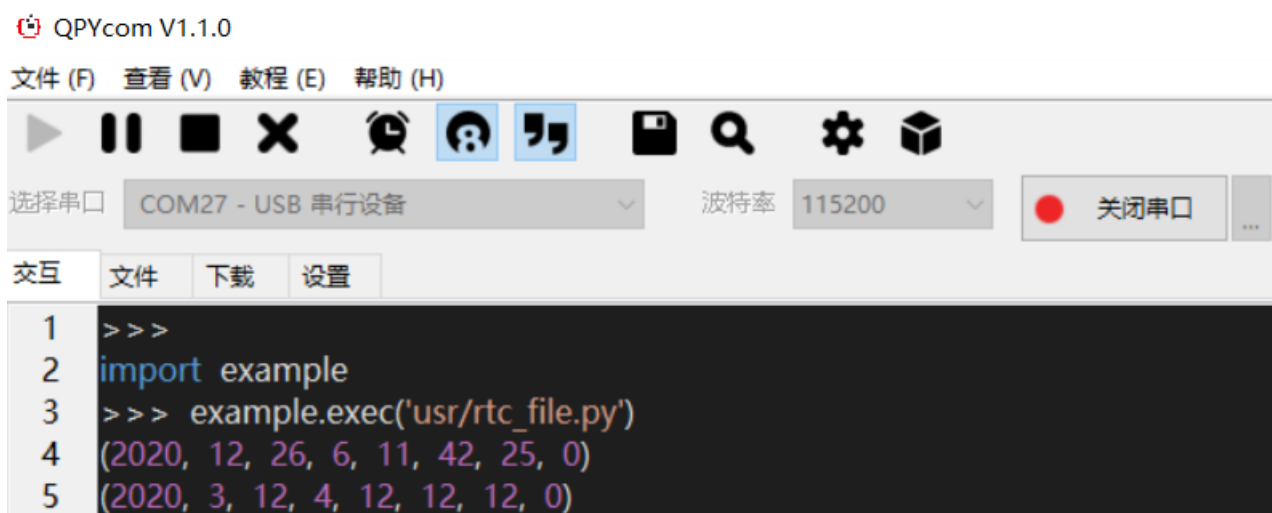 QPYcom V1.1.0
文件 (F) 查看 (V) 教程 (E) 帮助 (H)
选择串口 COM27 - USB 串行设备 波特率 115200 关闭串口 ...
交互 文件 下载 设置
1 >>>
2 import example
3 >>> example.exec('usr/rtc_file.py')
4 (2020, 12, 26, 6, 11, 42, 25, 0)
5 (2020, 3, 12, 4, 12, 12, 12, 0)